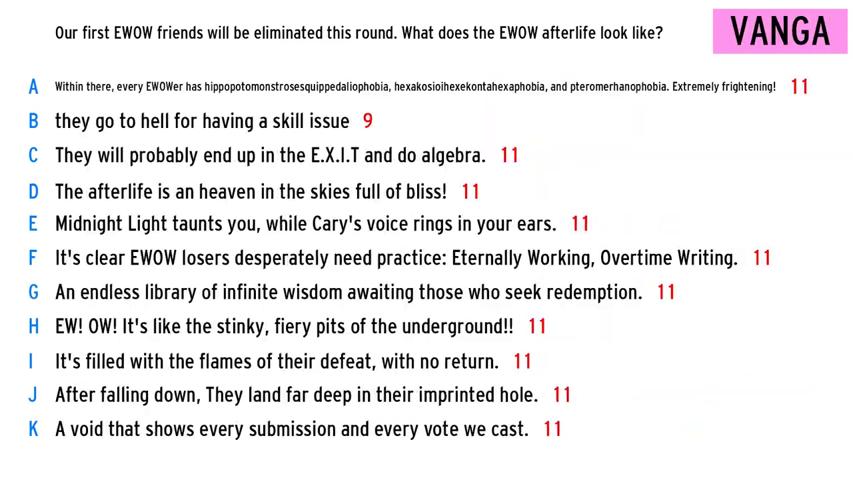 Our first EWOW friends will be eliminated this round. What does the EWOW afterlife look like?
VANGA
A Within there, every EWOWer has hippopotomonstrosesquippedaliophobia, hexakosioihexekontahexaphobia, and pteromerhanophobia. Extremely frightening! 11
B they go to hell for having a skill issue 9
C They will probably end up in the E.X.I.T and do algebra. 11
D The afterlife is an heaven in the skies full of bliss! 11
E Midnight Light taunts you, while Cary's voice rings in your ears. 11
F It's clear EWOW losers desperately need practice: Eternally Working, Overtime Writing. 11
G An endless library of infinite wisdom awaiting those who seek redemption. 11
H EW! OW! It's like the stinky, fiery pits of the underground!! 11
I It's filled with the flames of their defeat, with no return. 11
J After falling down, They land far deep in their imprinted hole. 11
K A void that shows every submission and every vote we cast. 11